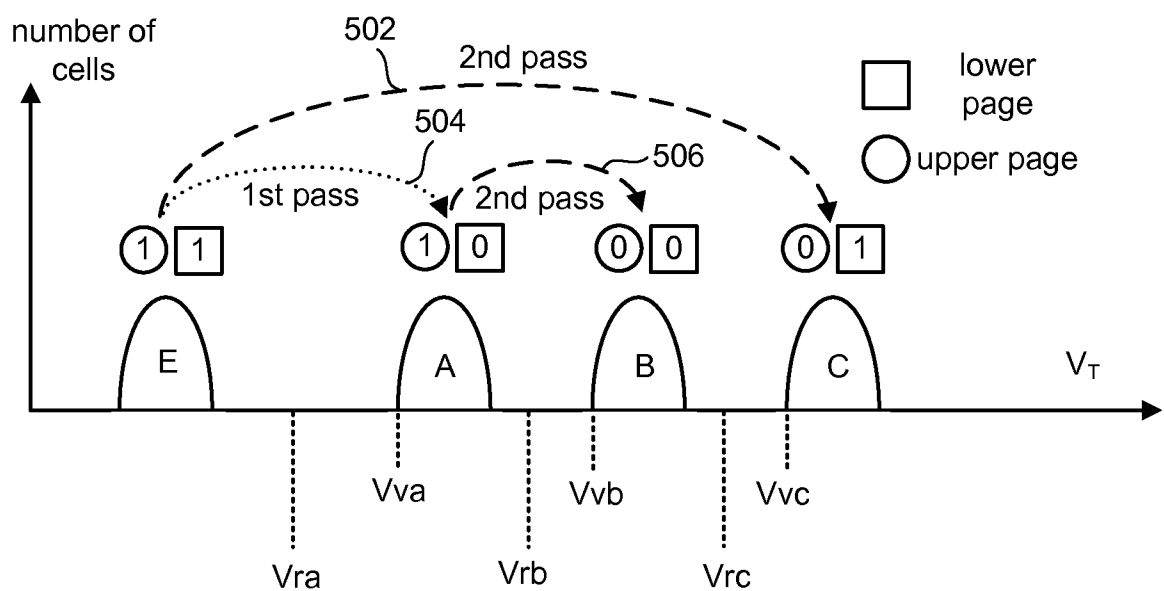 number of
cells
502
2nd pass
lower
page
504
506
upper page
1st pass
2nd pass
1 1
1 0
0 0
0 1
E
A
B
C
V_T
Vva
Vvb
Vvc
Vra
Vrb
Vrc